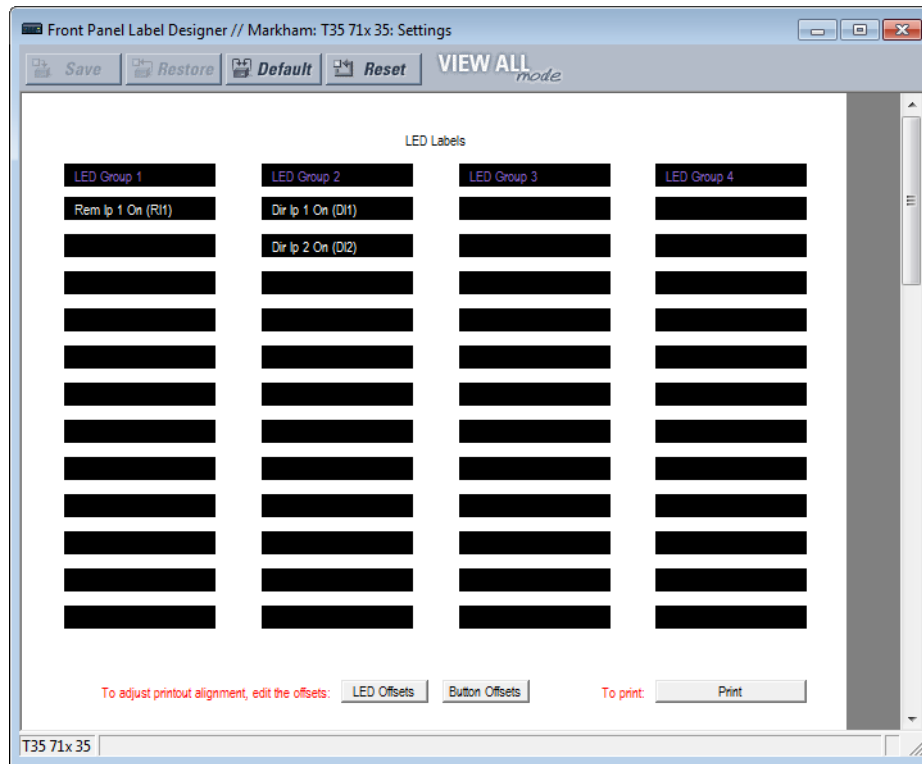 Front Panel Label Designer // Markham: T35 71x 35: Settings
Save Restore Default Reset VIEW ALL mode
LED Labels
LED Group 1 LED Group 2 LED Group 3 LED Group 4
Rem Ip 1 On (RI1) Dir Ip 1 On (DI1)
Dir Ip 2 On (DI2)
To adjust printout alignment, edit the offsets: LED Offsets Button Offsets To print: Print
T35 71x 35